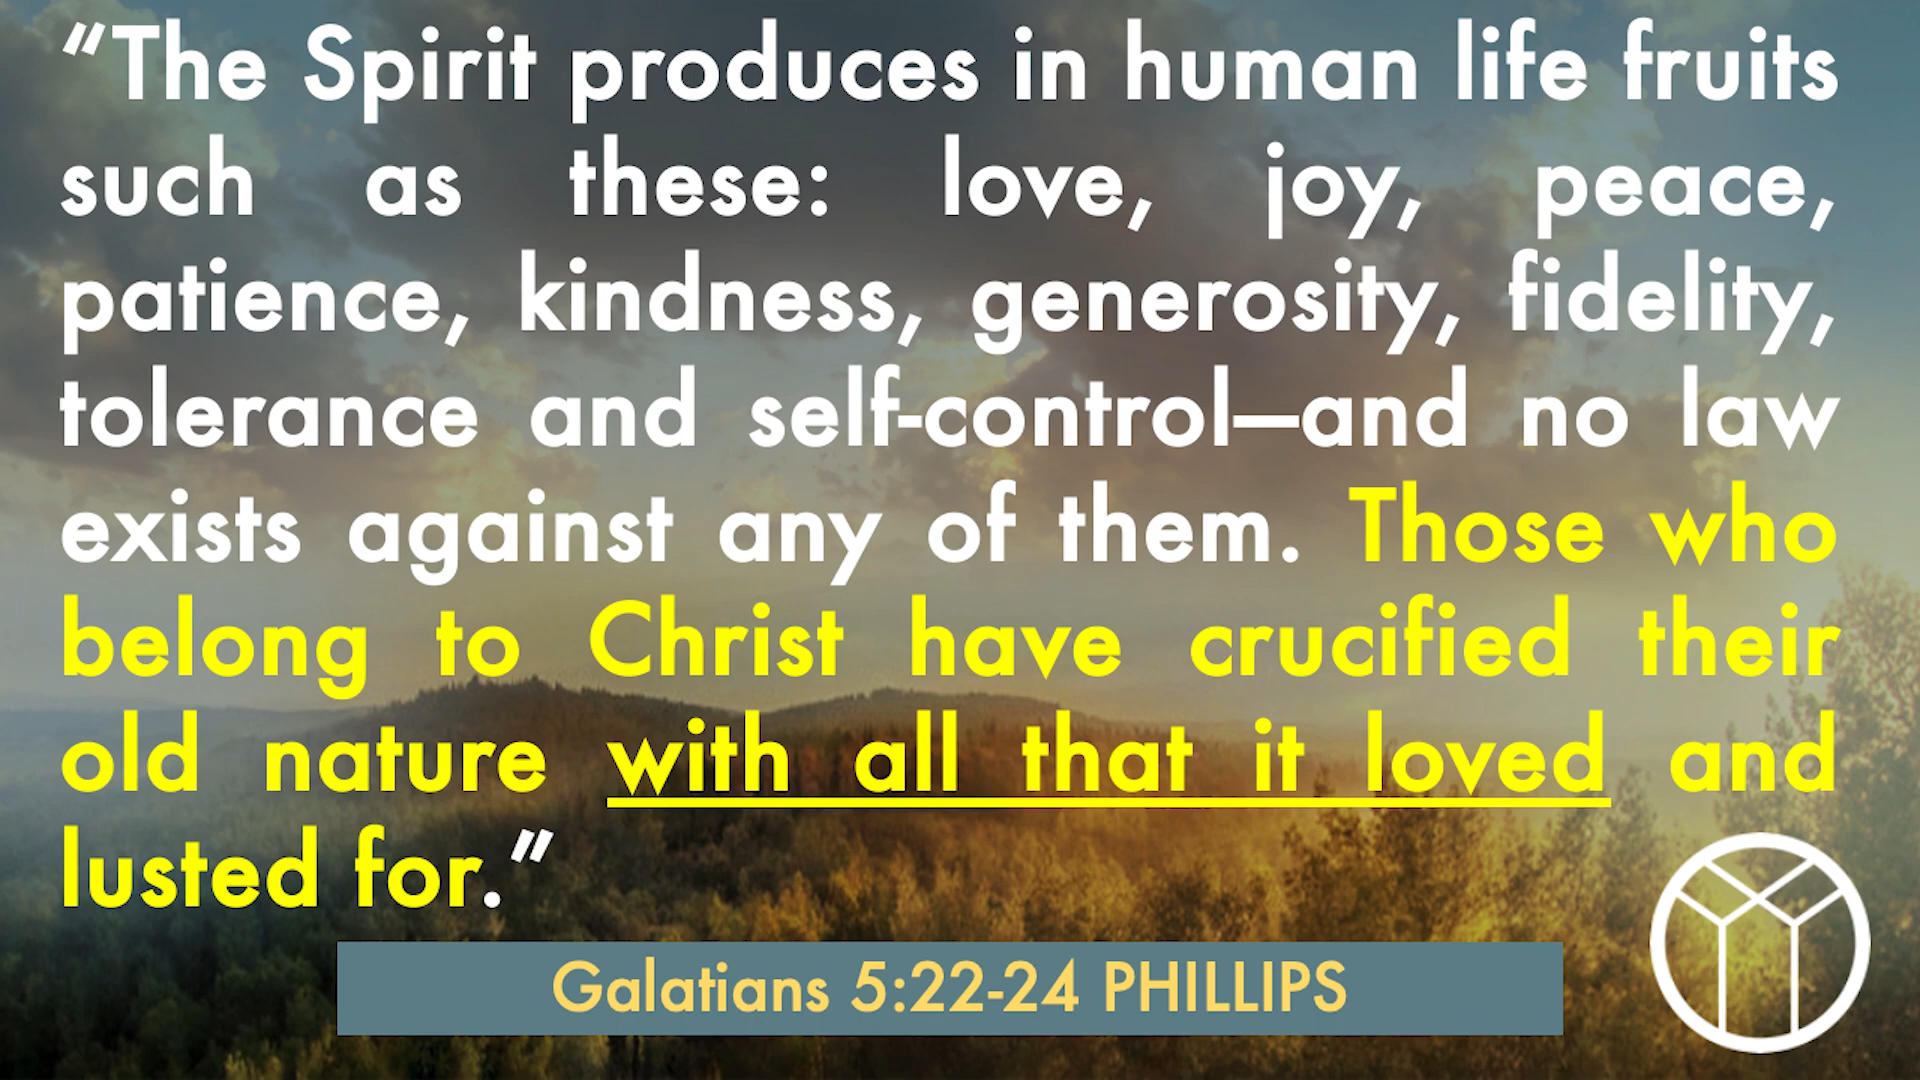 “The Spirit produces in human life fruits
such as these: love, joy, peace,
patience, kindness, generosity, fidelity,
tolerance and self-control—and no law
exists against any of them. Those who
belong to Christ have crucified their
old nature with all that it loved and
lusted for.”
Galatians 5:22-24 PHILLIPS